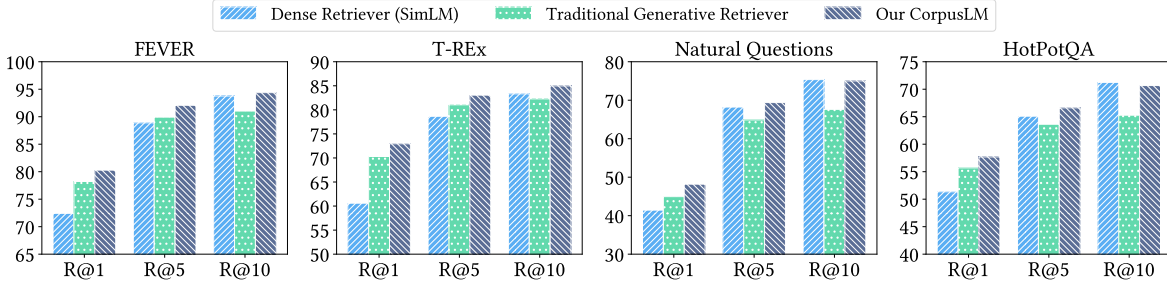 Dense Retriever (SimLM) Traditional Generative Retriever Our CorpusLM
FEVER T-REx Natural Questions HotPotQA
100 90 80 75
95 85 70 70
90 80 60 65
85 75 50 60
80 70 40 55
75 65 30 50
70 60 45
65 55 40
50
R@1 R@5 R@10 R@1 R@5 R@10 R@1 R@5 R@10 R@1 R@5 R@10